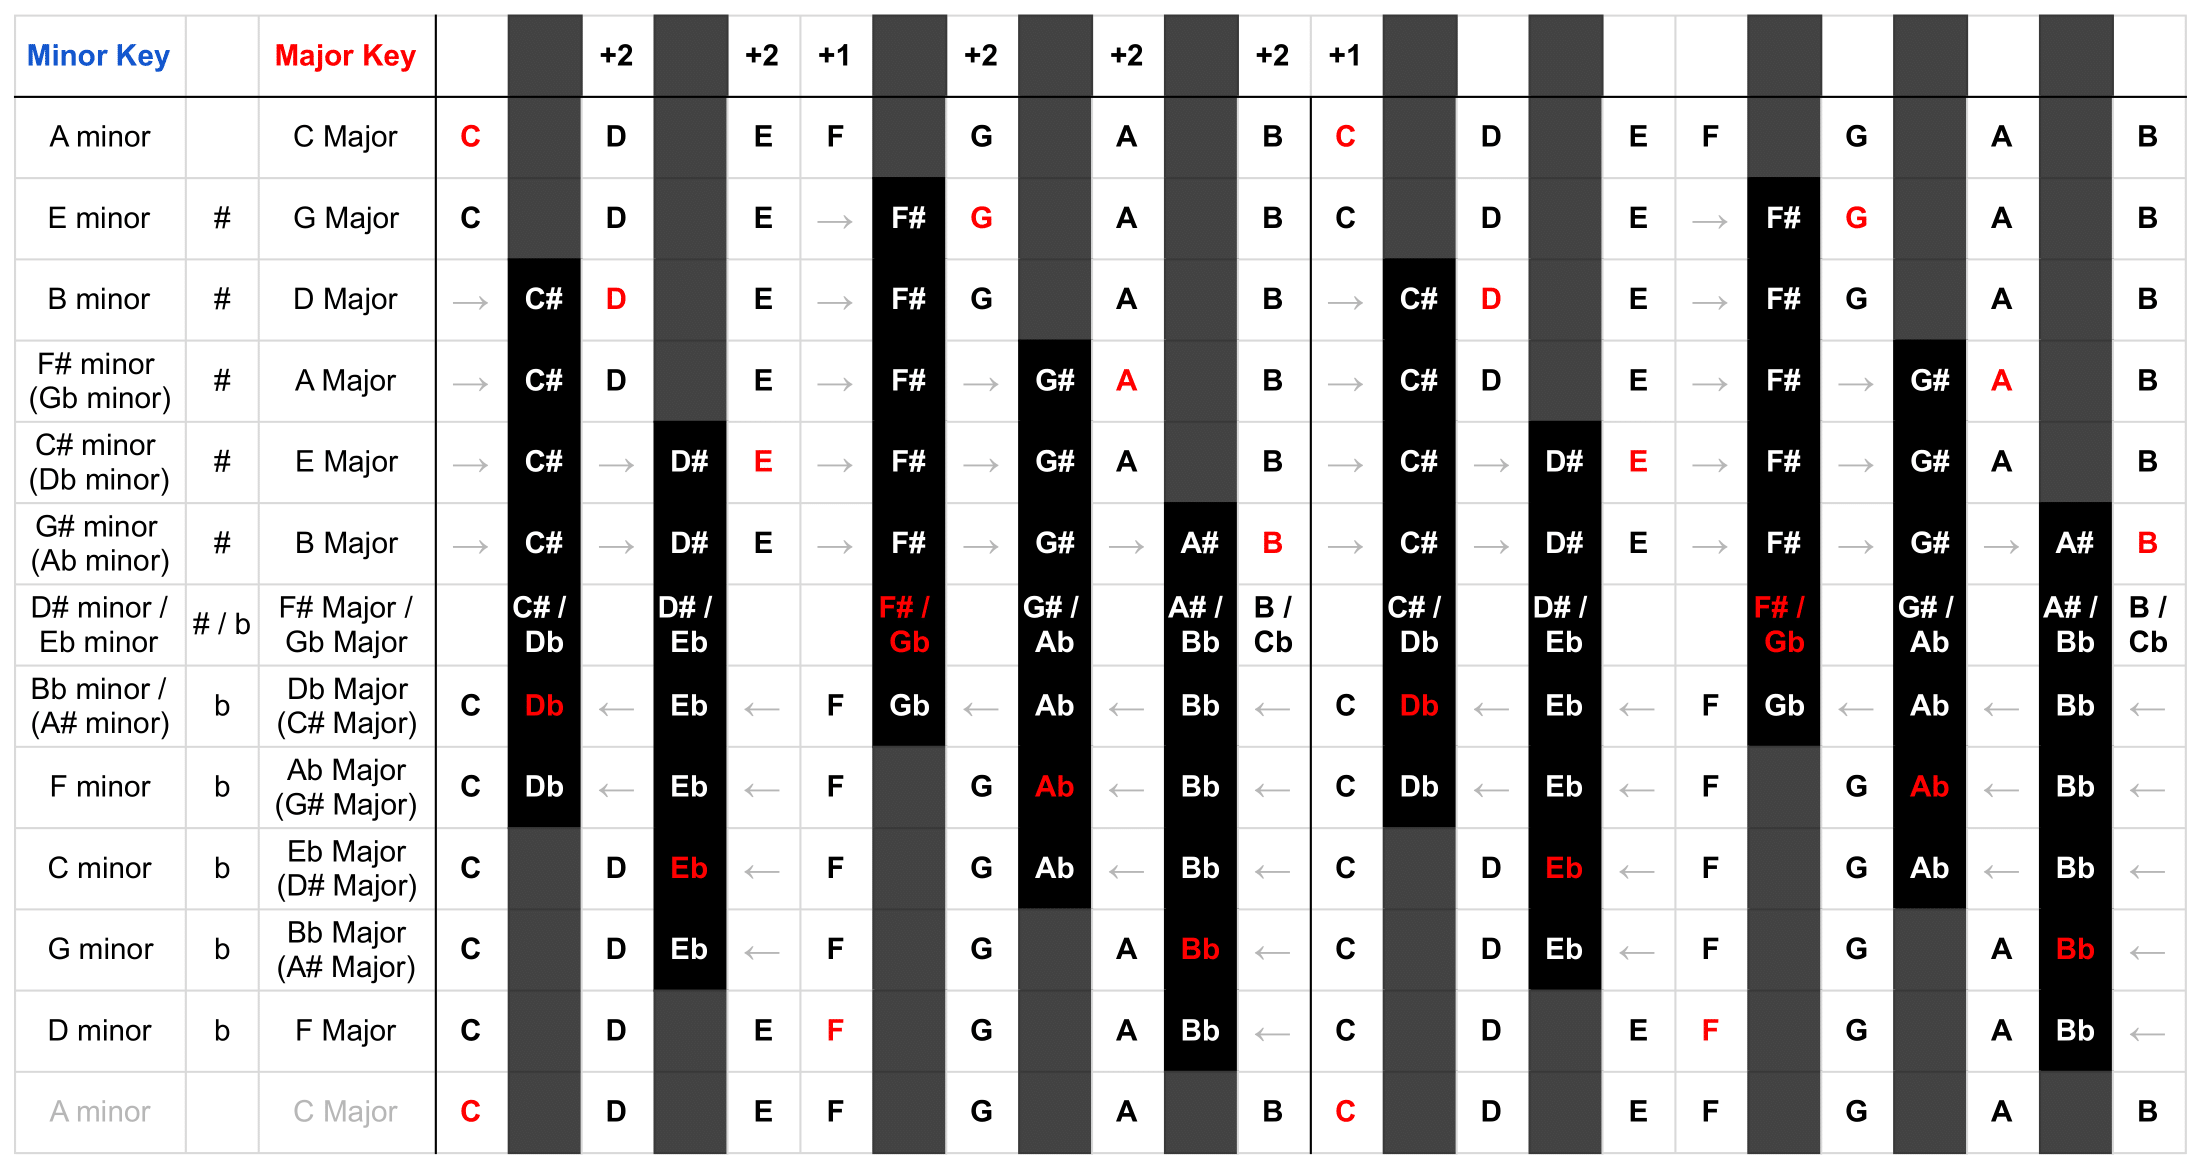 Minor Key Major Key +2 +2 +1 +2 +2 +2 +1
A minor C Major C D E F G A B C D E F G A B
E minor # G Major C D E → F# G A B C D E → F# G A B
B minor # D Major → C# D E → F# G A B → C# D E → F# G A B
F# minor
(Gb minor) # A Major → C# D E → F# → G# A B → C# D E → F# → G# A B
C# minor
(Db minor) # E Major → C# → D# E → F# → G# A B → C# → D# E → F# → G# A B
G# minor
(Ab minor) # B Major → C# → D# E → F# → G# → A# B → C# → D# E → F# → G# → A# B
D# minor / F# Major / C# / D# / F# / G# / A# / B / C# / D# / F# / G# / A# / B /
Eb minor # / b Gb Major Db Eb Gb Ab Bb Cb Db Eb Gb Ab Bb Cb
Bb minor / Db Major
(A# minor) b (C# Major) C Db ← Eb ← F Gb ← Ab ← Bb ← C Db ← Eb ← F Gb ← Ab ← Bb ←
F minor b Ab Major
(G# Major) C Db ← Eb ← F G Ab ← Bb ← C Db ← Eb ← F G Ab ← Bb ←
C minor b Eb Major
(D# Major) C D Eb ← F G Ab ← Bb ← C D Eb ← F G Ab ← Bb ←
G minor b Bb Major
(A# Major) C D Eb ← F G A Bb ← C D Eb ← F G A Bb ←
D minor b F Major C D E F G A Bb ← C D E F G A Bb ←
A minor C Major C D E F G A B C D E F G A B